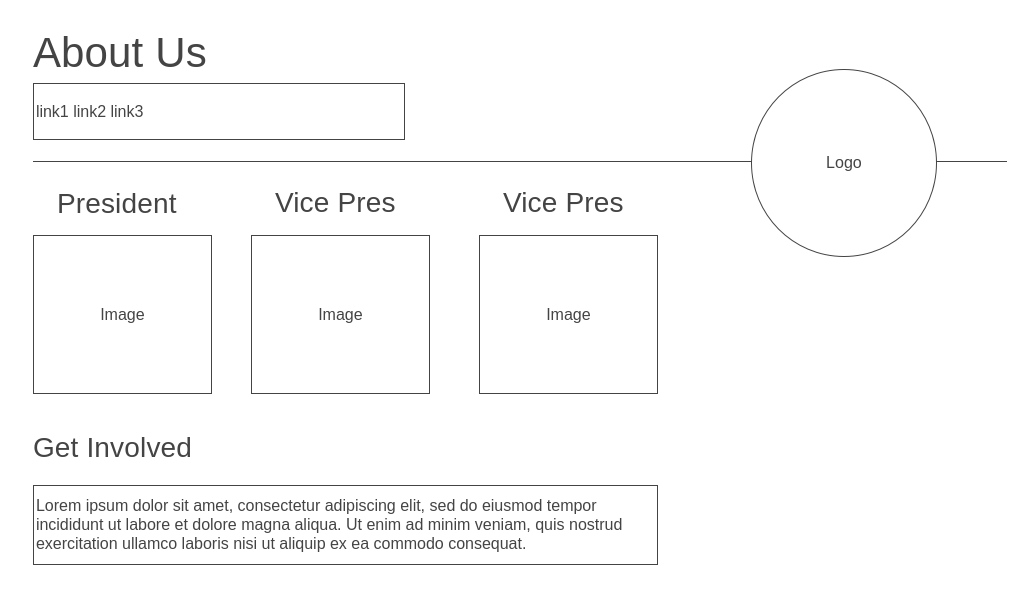 About Us
link1 link2 link3
Logo
President
Vice Pres
Vice Pres
Image
Image
Image
Get Involved
Lorem ipsum dolor sit amet, consectetur adipiscing elit, sed do eiusmod tempor
incididunt ut labore et dolore magna aliqua. Ut enim ad minim veniam, quis nostrud
exercitation ullamco laboris nisi ut aliquip ex ea commodo consequat.